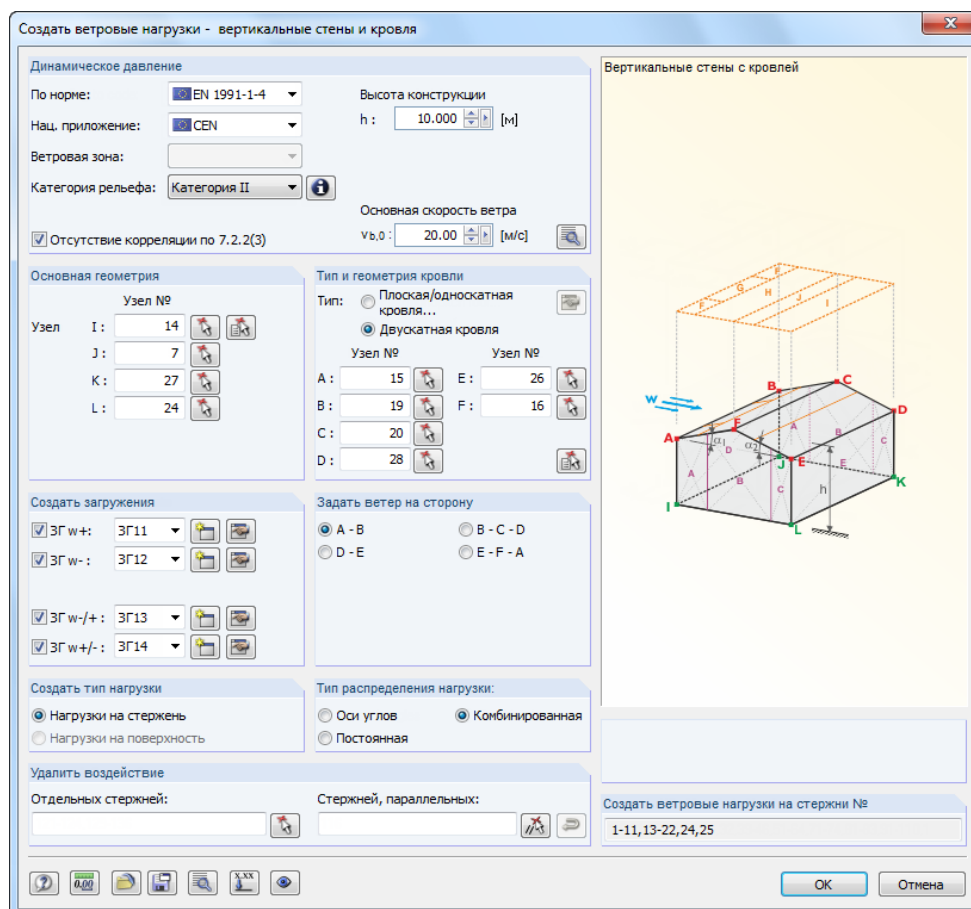 Создать ветровые нагрузки - вертикальные стены и кровля
Динамическое давление
По норме: EN 1991-1-4
Нац. приложение: CEN
Ветровая зона:
Категория рельефа: Категория II
Отсутствие корреляции по 7.2.2(3)
Высота конструкции
h : 10.000 [м]
Основная скорость ветра
vb,0 : 20.00 [м/с]
Основная геометрия
Узел №
Узел I : 14
J : 7
K : 27
L : 24
Тип и геометрия кровли
Тип: Плоская/односкатная
кровля...
Двускатная кровля
Узел № Узел №
A : 15 E : 26
B : 19 F : 16
C : 20
D : 28
Создать загружения
ЗГ w+: ЗГ11
ЗГ w- : ЗГ12
ЗГ w-/+ : ЗГ13
ЗГ w+/- : ЗГ14
Задать ветер на сторону
A - B B - C - D
D - E E - F - A
Создать тип нагрузки
Нагрузки на стержень
Нагрузки на поверхность
Тип распределения нагрузки:
Оси углов Комбинированная
Постоянная
Удалить воздействие
Отдельных стержней: Стержней, параллельных:
Вертикальные стены с кровлей
F
G H J I
F
w
B C
A F D
α1 α2
A D B C
A B J E
E C h K
I
L
Создать ветровые нагрузки на стержни №
1-11,13-22,24,25
0.00 X.XX
OK Отмена